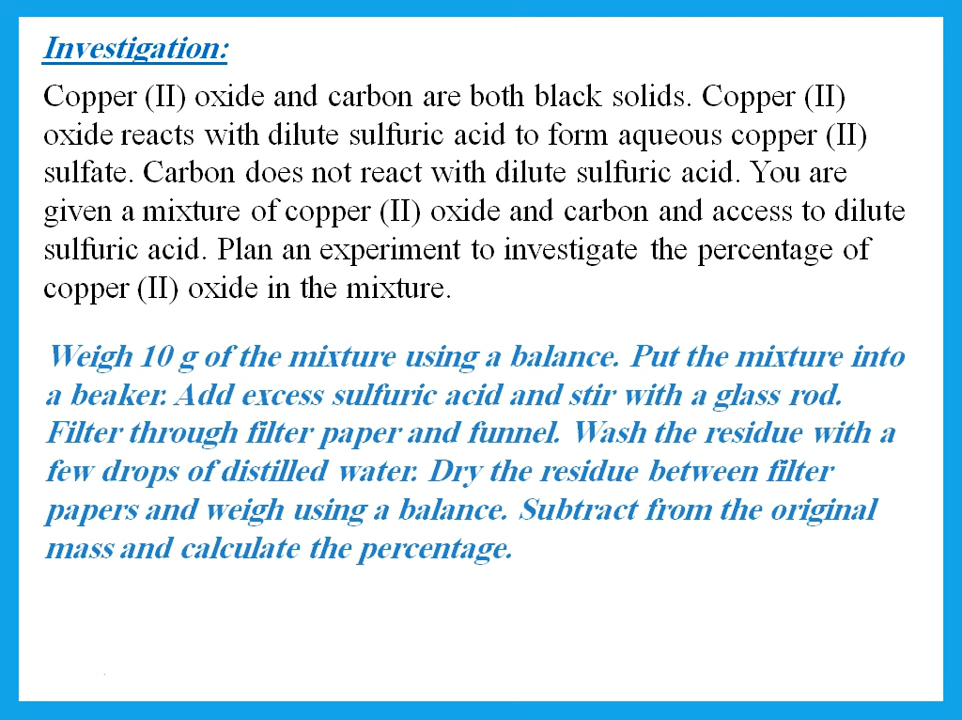 Investigation:
Copper (II) oxide and carbon are both black solids. Copper (II)
oxide reacts with dilute sulfuric acid to form aqueous copper (II)
sulfate. Carbon does not react with dilute sulfuric acid. You are
given a mixture of copper (II) oxide and carbon and access to dilute
sulfuric acid. Plan an experiment to investigate the percentage of
copper (II) oxide in the mixture.
Weigh 10 g of the mixture using a balance. Put the mixture into
a beaker. Add excess sulfuric acid and stir with a glass rod.
Filter through filter paper and funnel. Wash the residue with a
few drops of distilled water. Dry the residue between filter
papers and weigh using a balance. Subtract from the original
mass and calculate the percentage.